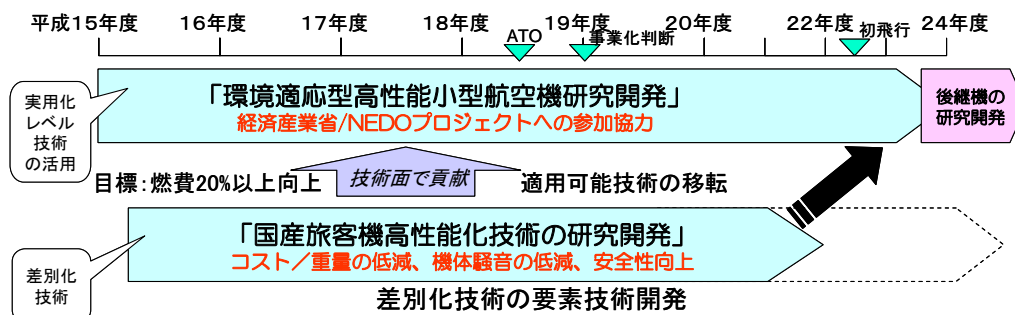 平成15年度 16年度 17年度 18年度 19年度 20年度 22年度 24年度
ATO
事業化判断
初飛行
実用化
レベル
技術
の活用
「環境適応型高性能小型航空機研究開発」
経済産業省/NEDOプロジェクトへの参加協力
後継機の
研究開発
目標：燃費20%以上向上
技術面で貢献
適用可能技術の移転
「国産旅客機高性能化技術の研究開発」
コスト／重量の低減、機体騒音の低減、安全性向上
差別化
技術
差別化技術の要素技術開発